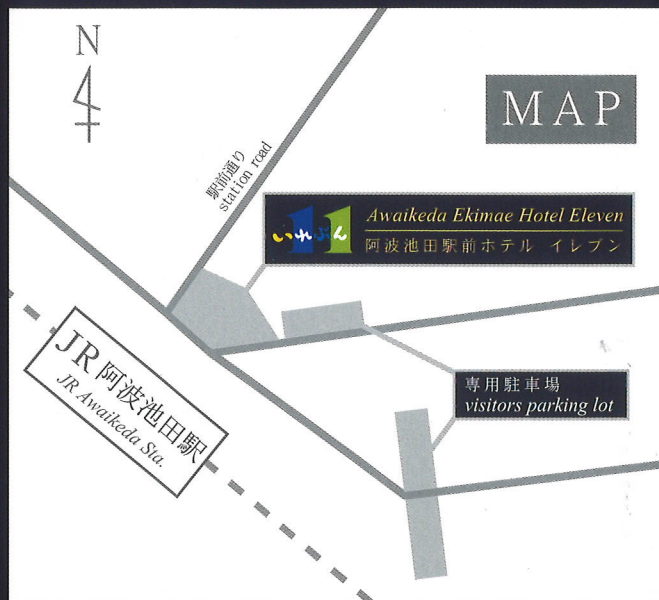 N
MAP
駅前通り
station road
11
いれぶん
Awaikeda Ekimae Hotel Eleven
阿波池田駅前ホテル イレブン
JR 阿波池田駅
JR Awaikeda Sta.
専用駐車場
visitors parking lot